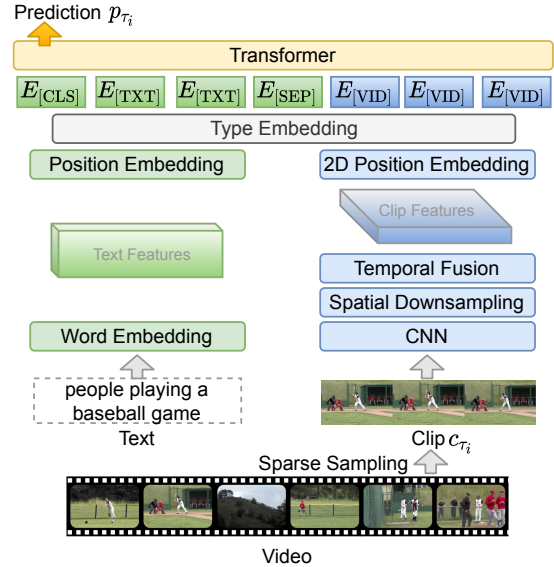 Prediction p_{τ_i}
Transformer
E_{[CLS]} E_{[TXT]} E_{[TXT]} E_{[SEP]} E_{[VID]} E_{[VID]} E_{[VID]}
Type Embedding
Position Embedding
2D Position Embedding
Text Features
Clip Features
Temporal Fusion
Spatial Downsampling
Word Embedding
CNN
people playing a
baseball game
Text
Clip c_{τ_i}
Sparse Sampling
Video